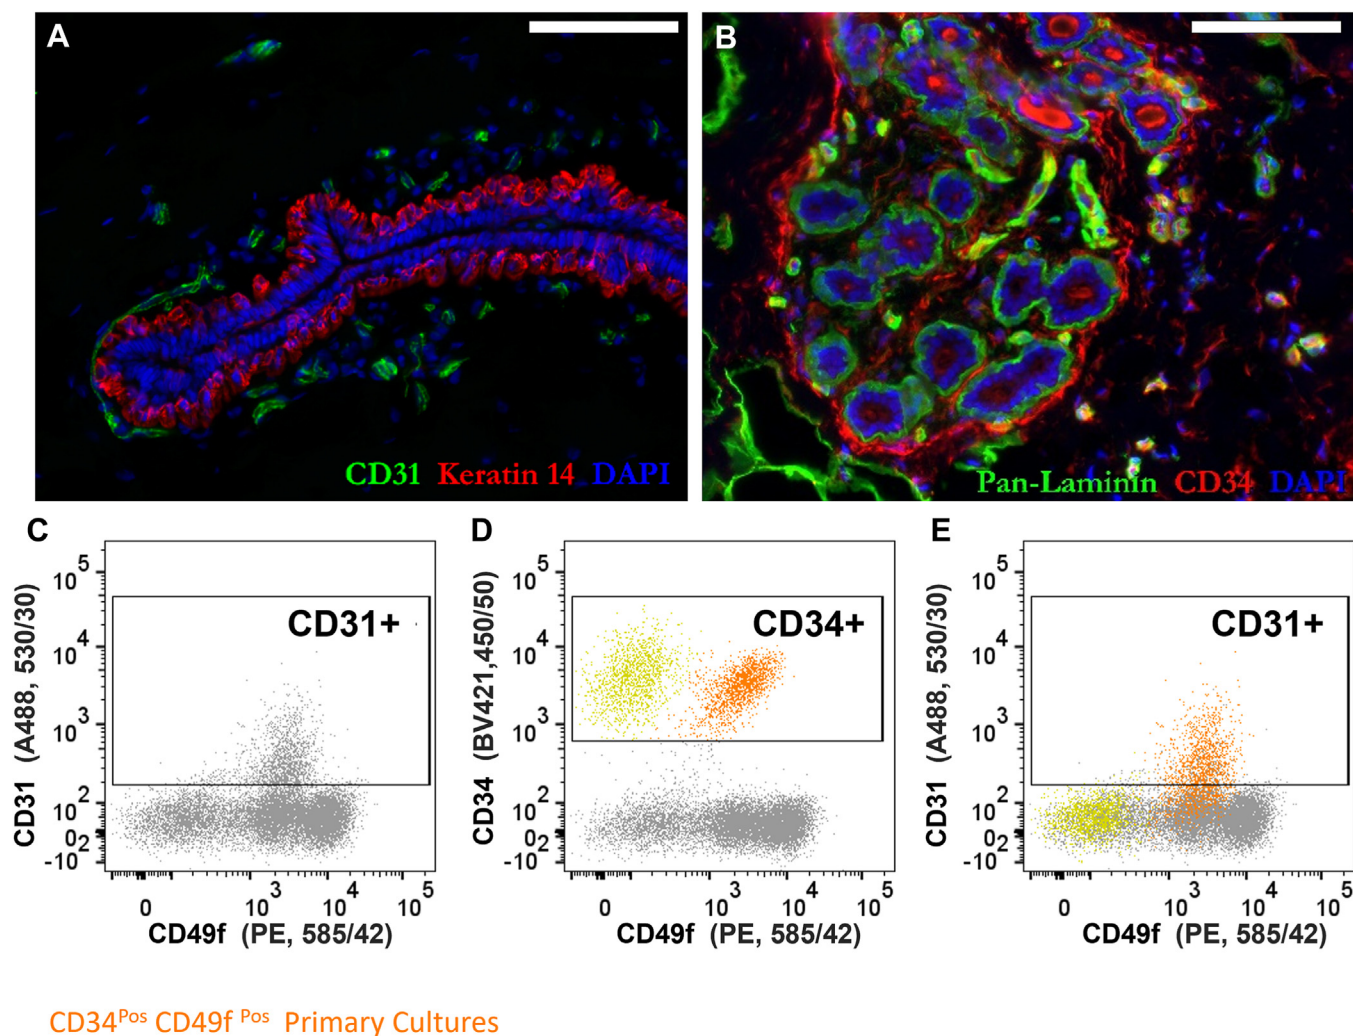 A
CD31 Keratin 14 DAPI
B
Pan-Laminin CD34 DAPI
C
CD31 (A488, 530/30)
10^5
10^4
10^3
10^2
0
-10^2
CD31+
0 10^3 10^4 10^5
CD49f (PE, 585/42)
D
CD34 (BV421,450/50)
10^5
10^4
10^3
10^2
0
-10^2
CD34+
0 10^3 10^4 10^5
CD49f (PE, 585/42)
E
CD31 (A488, 530/30)
10^5
10^4
10^3
10^2
0
-10^2
CD31+
0 10^3 10^4 10^5
CD49f (PE, 585/42)
CD34^Pos CD49f ^Pos Primary Cultures